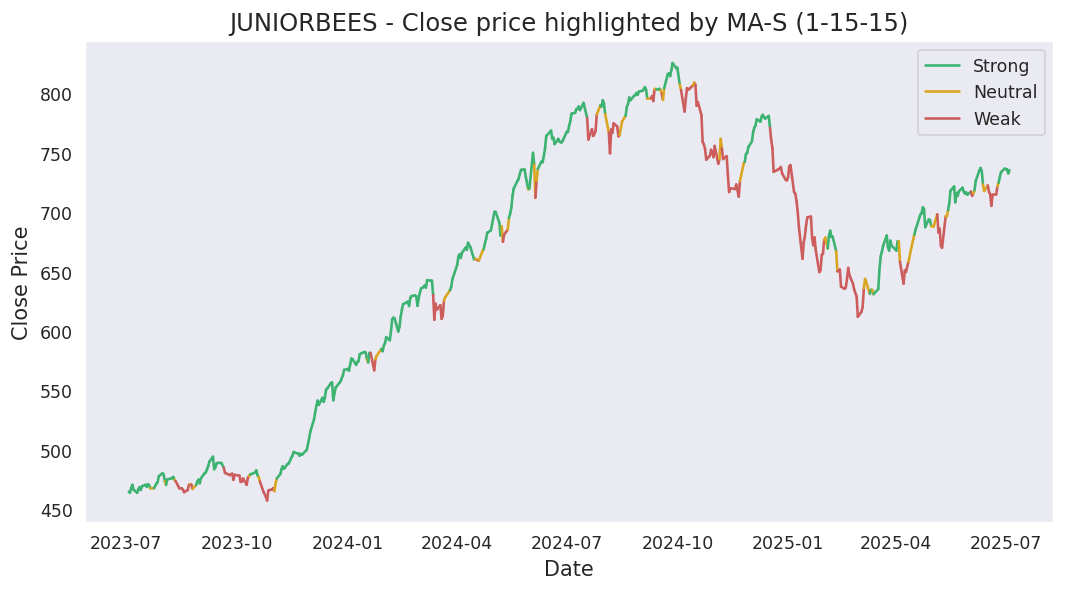 JUNIORBEES - Close price highlighted by MA-S (1-15-15)
Strong
Neutral
Weak
Close Price
800
750
700
650
600
550
500
450
2023-07 2023-10 2024-01 2024-04 2024-07 2024-10 2025-01 2025-04 2025-07
Date